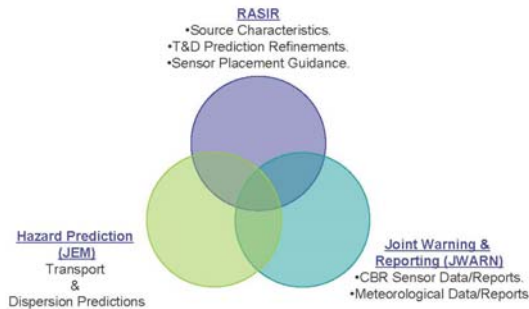 RASIR
•Source Characteristics.
•T&D Prediction Refinements.
•Sensor Placement Guidance.
Hazard Prediction
(JEM)
Transport
&
Dispersion Predictions
Joint Warning &
Reporting (JWARN)
•CBR Sensor Data/Reports.
•Meteorological Data/Reports